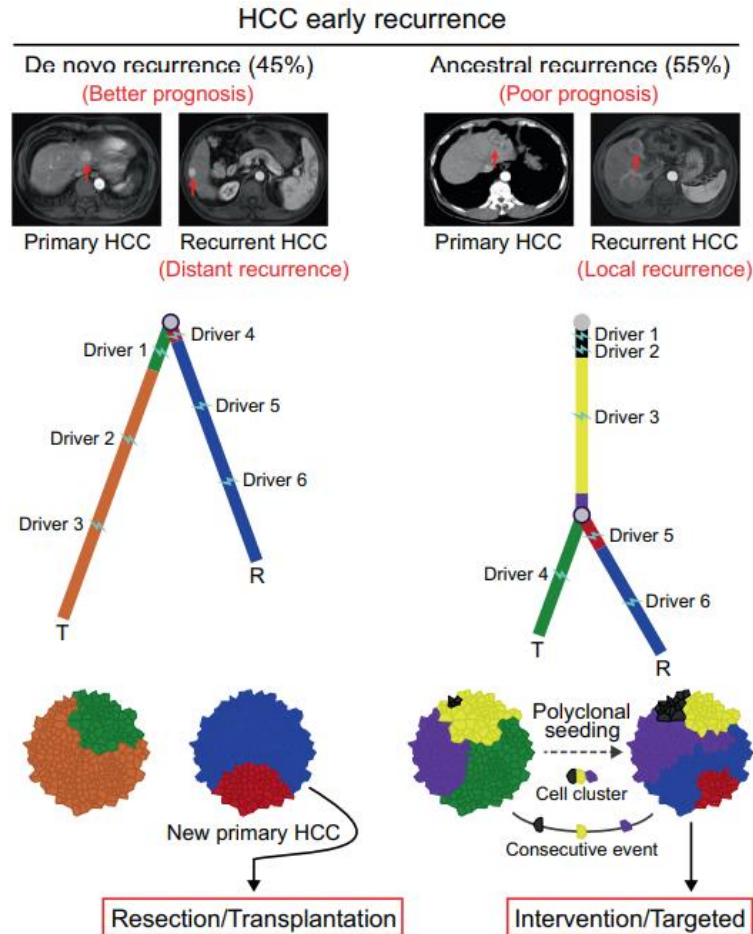 HCC early recurrence
De novo recurrence (45%)
(Better prognosis)
Primary HCC
Recurrent HCC
(Distant recurrence)
Driver 1
Driver 4
Driver 2
Driver 5
Driver 3
Driver 6
T
R
New primary HCC
Resection/Transplantation
Ancestral recurrence (55%)
(Poor prognosis)
Primary HCC
Recurrent HCC
(Local recurrence)
Driver 1
Driver 2
Driver 3
Driver 4
Driver 5
Driver 6
T
R
Polyclonal
seeding
Cell cluster
Consecutive event
Intervention/Targeted